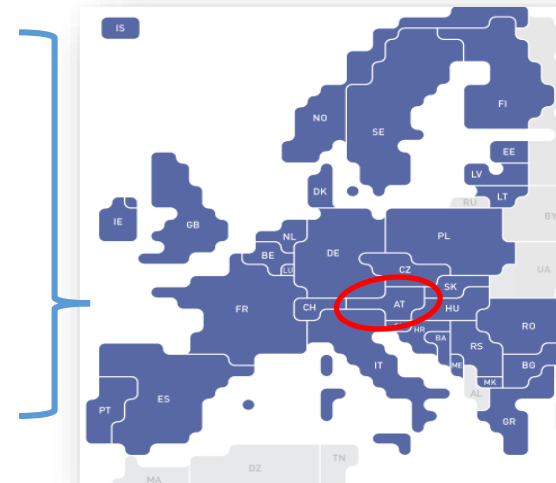 IS
NO
SE
FI
EE
LV
LT
RU
BY
DK
IE
GB
NL
BE
LU
DE
PL
UA
CZ
SK
FR
CH
AT
HU
HR
RO
BA
RS
IT
ME
MK
BG
AL
PT
ES
GR
MA
DZ
TN